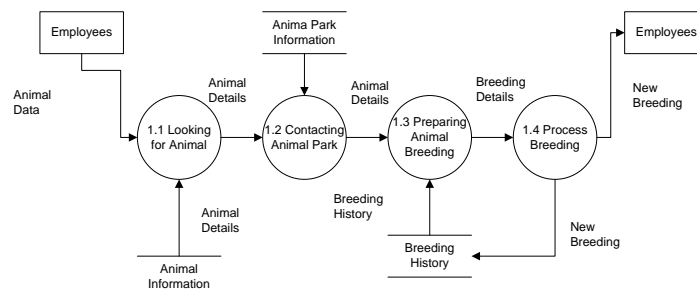 Employees
Anima Park
Information
Employees
Animal
Data
Animal
Details
Animal
Details
Breeding
Details
New
Breeding
1.1 Looking
for Animal
1.2 Contacting
Animal Park
1.3 Preparing
Animal
Breeding
1.4 Process
Breeding
Animal
Details
Breeding
History
New
Breeding
Animal
Information
Breeding
History